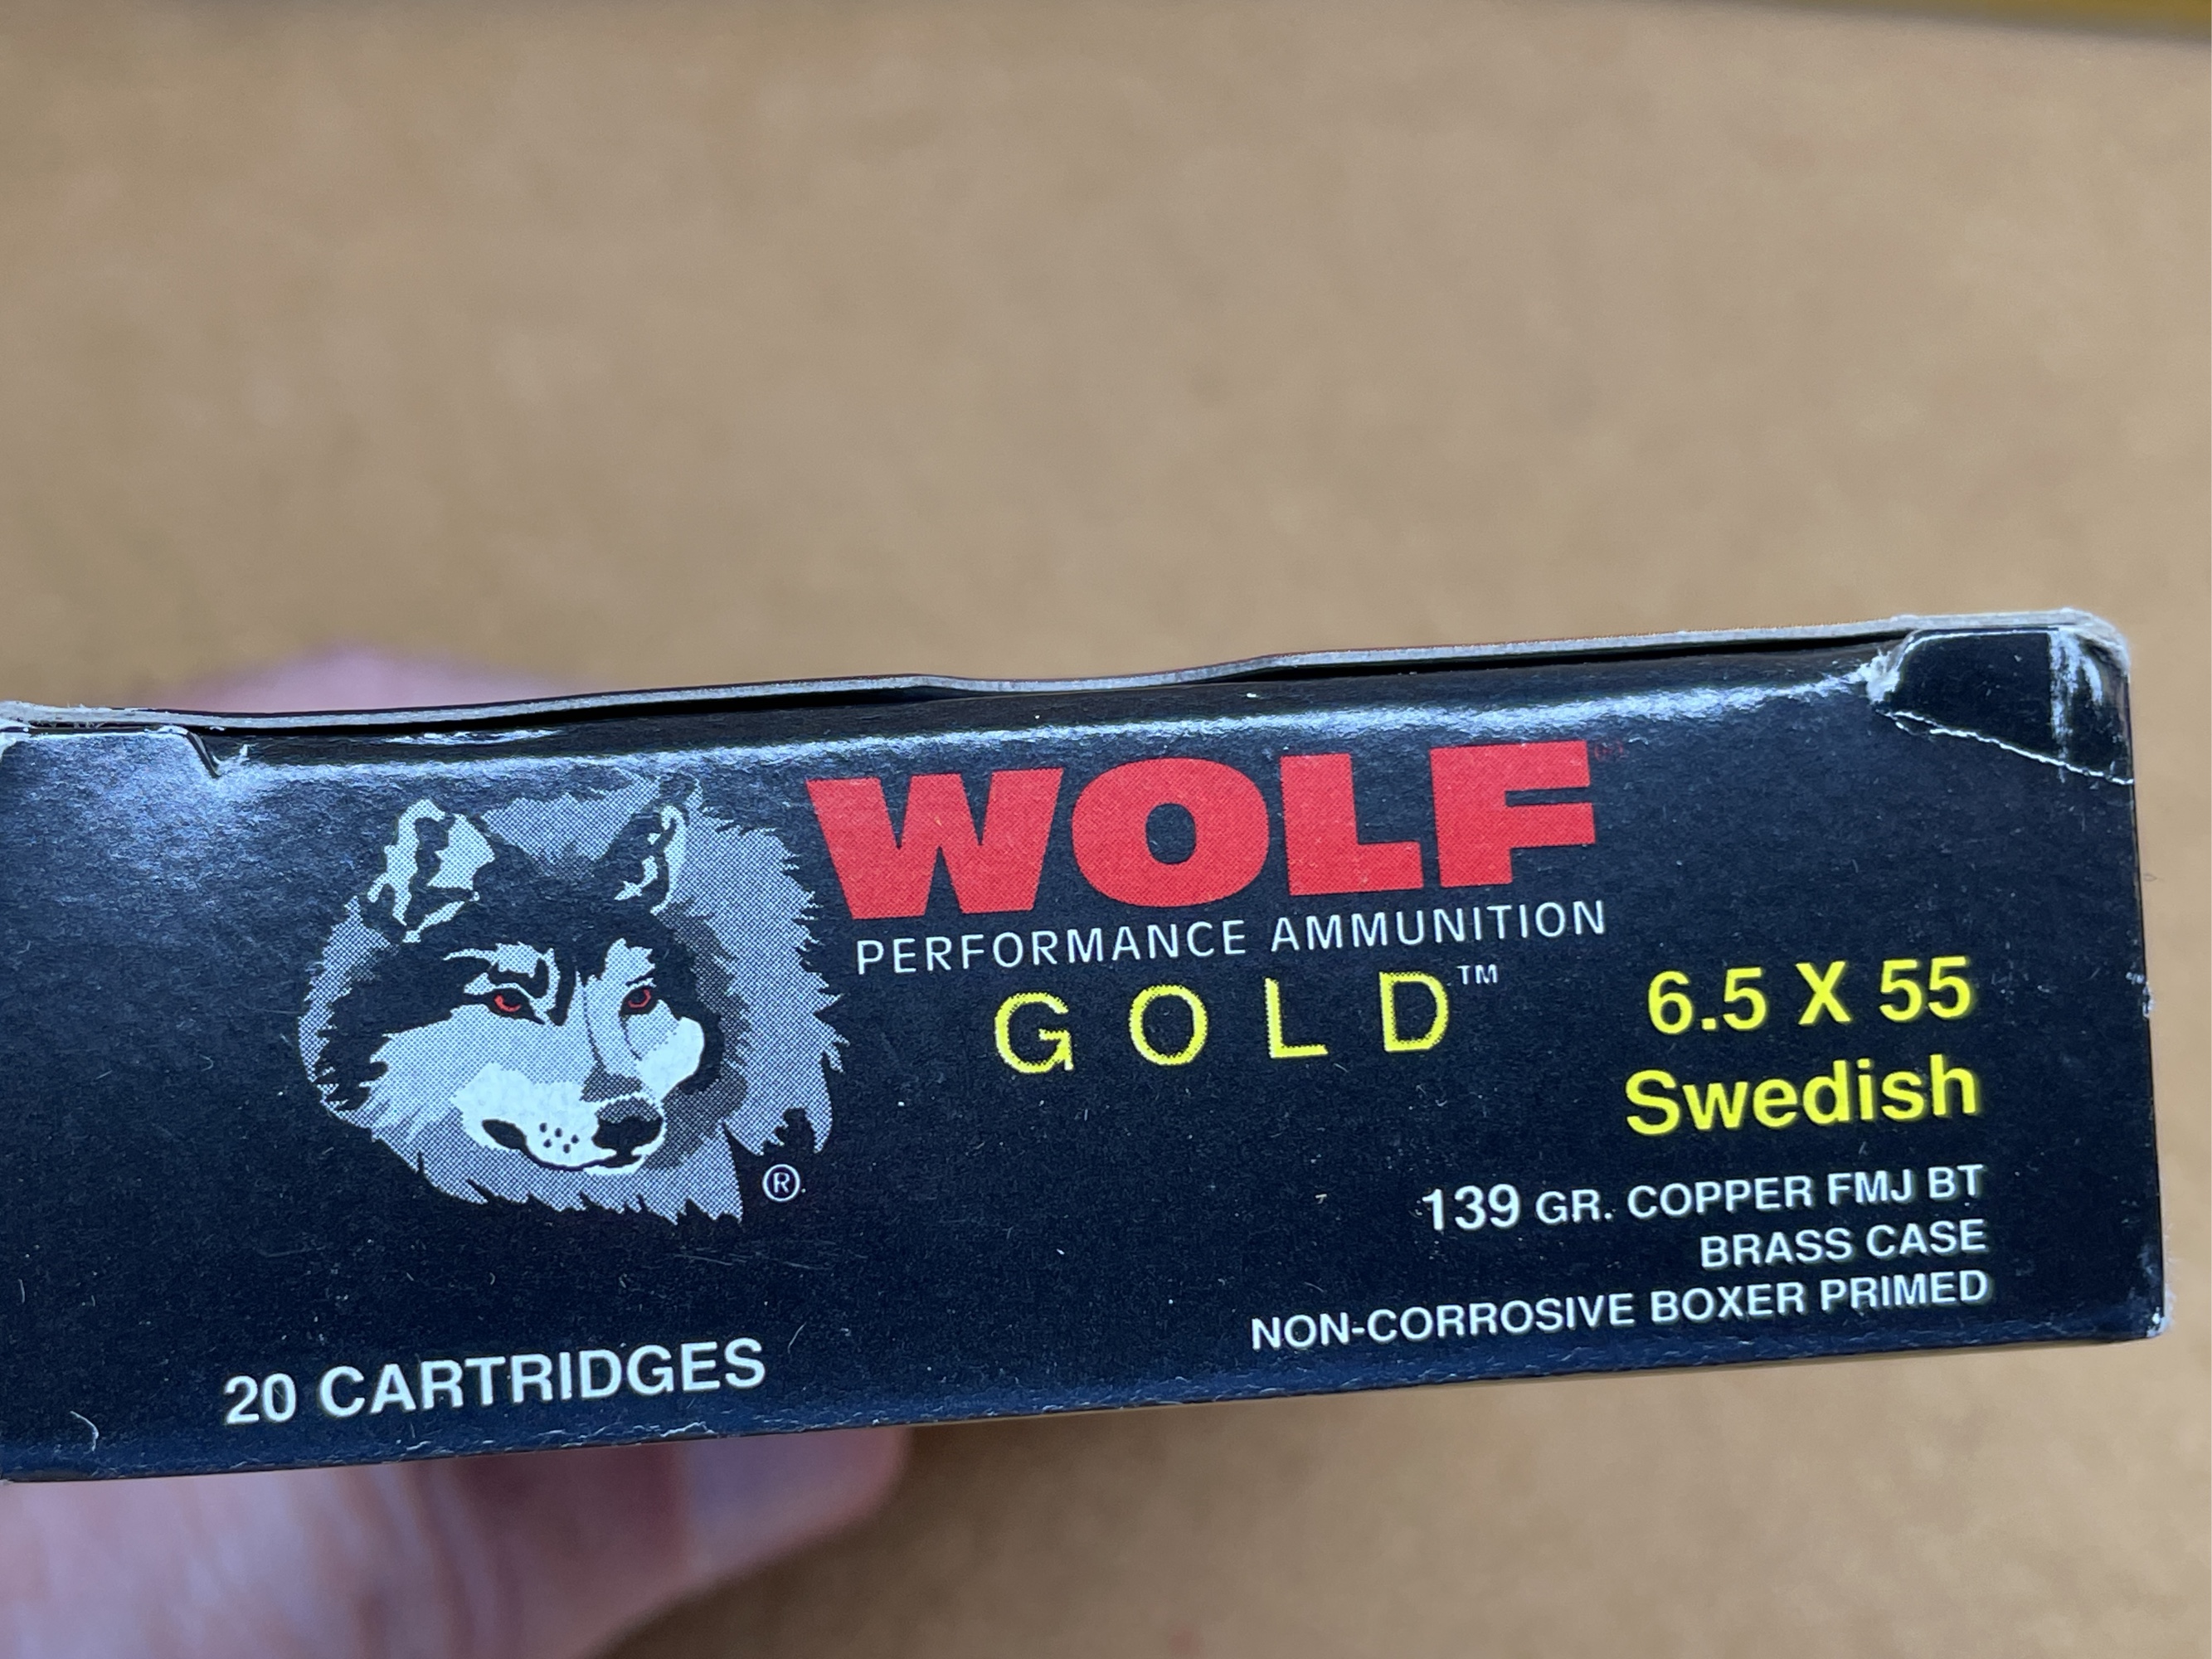 WOLF
PERFORMANCE AMMUNITION
GOLD™
6.5 X 55
Swedish
®
139 GR. COPPER FMJ BT
BRASS CASE
NON-CORROSIVE BOXER PRIMED
20 CARTRIDGES